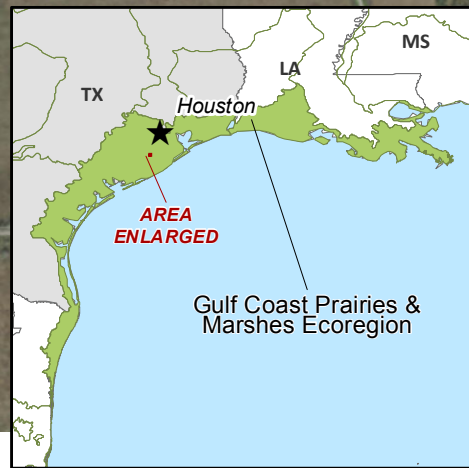 MS
LA
TX
Houston
AREA
ENLARGED
Gulf Coast Prairies &
Marshes Ecoregion